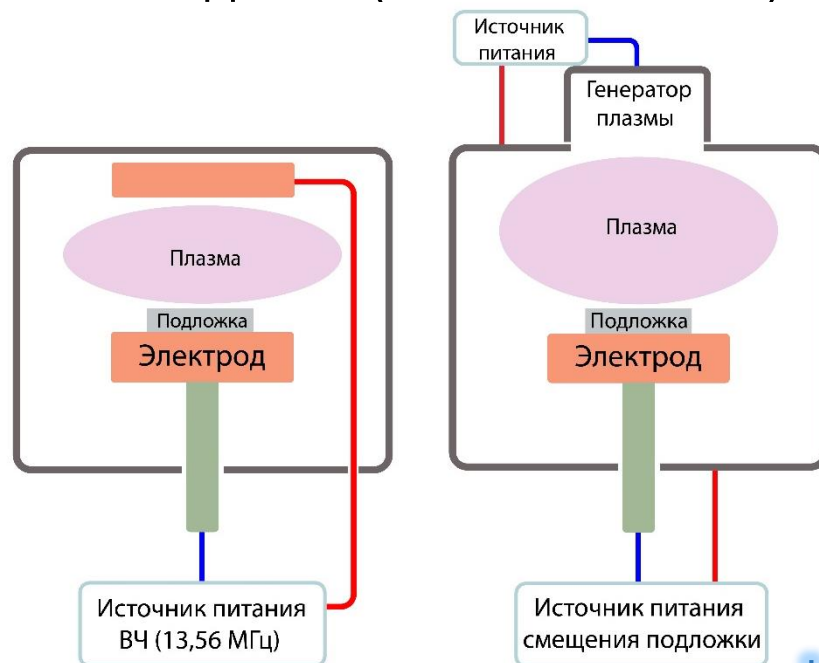 Источник
питания
Генератор
плазмы
Плазма
Подложка
Электрод
Источник питания
ВЧ (13,56 МГц)
Плазма
Подложка
Электрод
Источник питания
смещения подложки